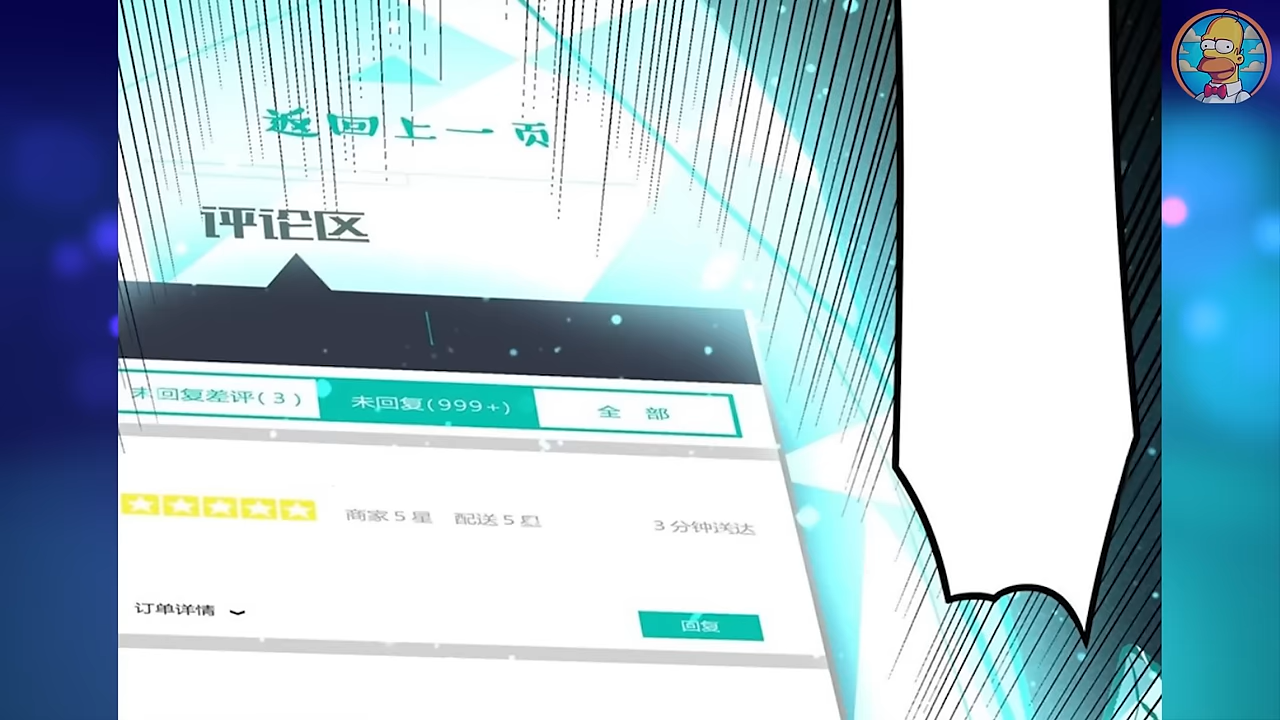 返回上一页
评论区
未回复差评(3)
未回复(999+)
全 部
商家5星 配送5星
3分钟送达
订单详情
回复